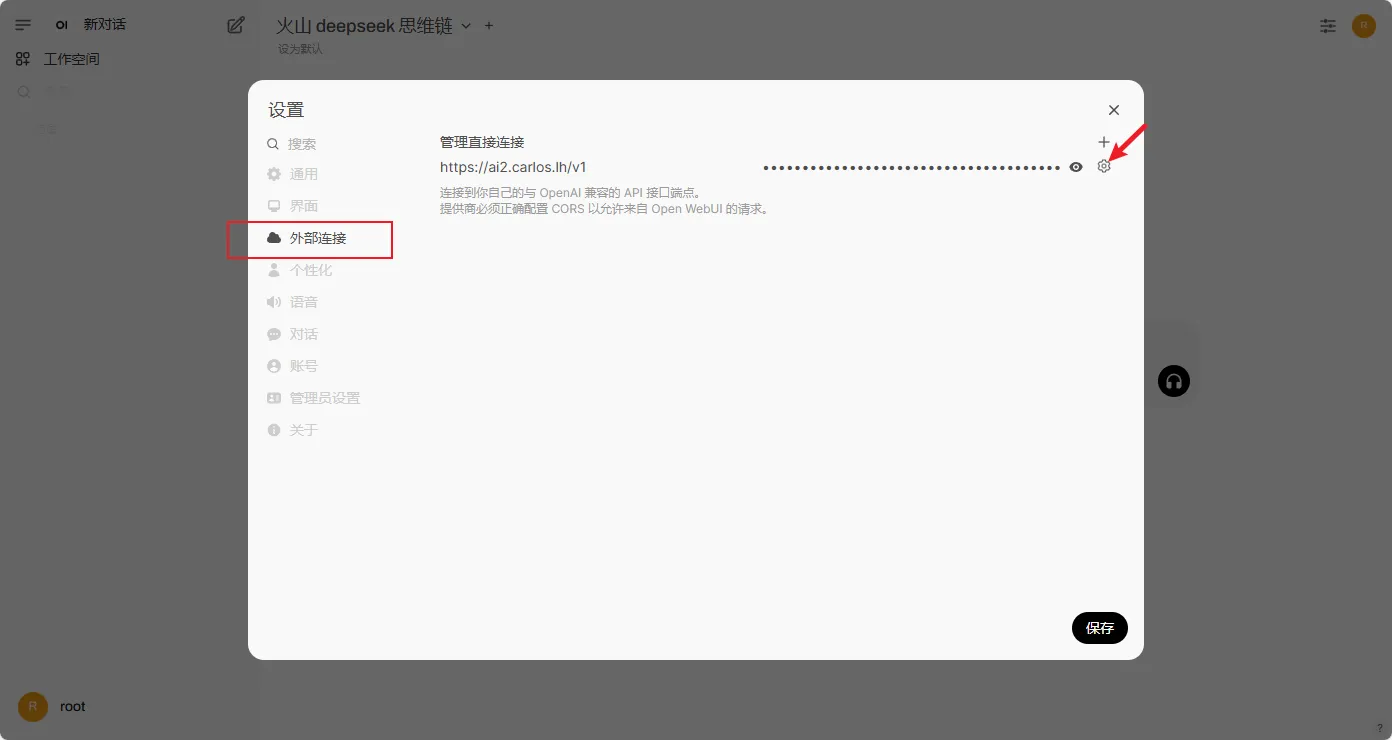 OI 新对话
工作空间
火山 deepseek 思维链
设为默认
R
设置
搜索
通用
界面
外部连接
个性化
语音
对话
账号
管理员设置
关于
管理直接连接
https://ai2.carlos.lh/v1
••••••••••••••••••••••••••••••••••••
连接到你自己的与 OpenAI 兼容的 API 接口端点。
提供商必须正确配置 CORS 以允许来自 Open WebUI 的请求。
保存
R root
?